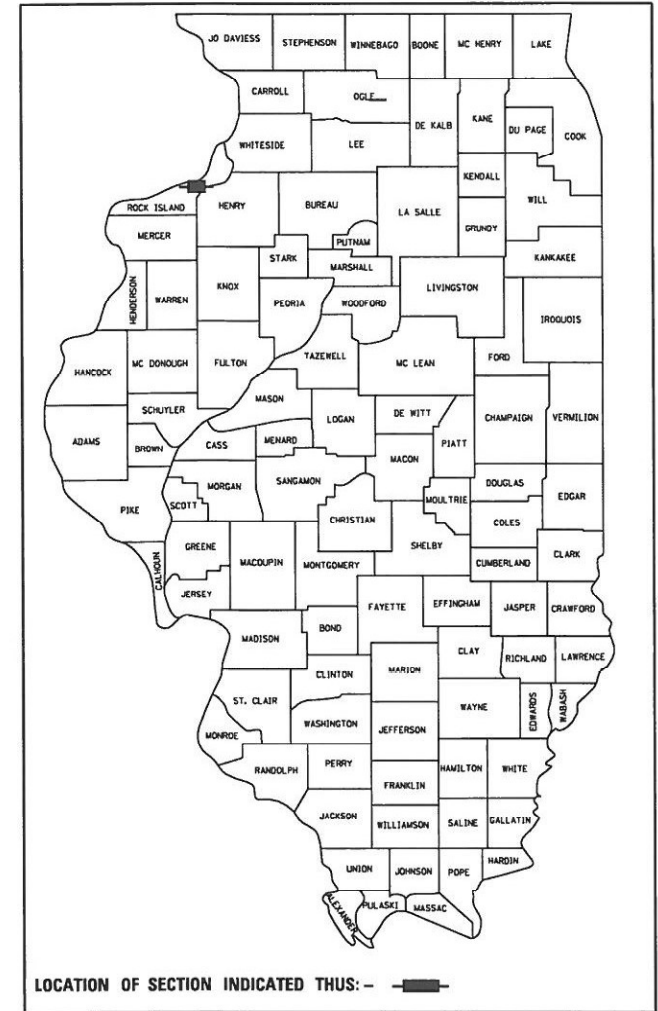 JO DAVIESS STEPHENSON WINNEBAGO BOONE MC HENRY LAKE
CARROLL OGLE DE KALB KANE DU PAGE COOK
WHITESIDE LEE
KENDALL WILL
ROCK ISLAND HENRY BUREAU LA SALLE GRUNDY
MERCER PUTNAM
STARK MARSHALL KANKAKEE
HENDERSON WARREN KNOX PEORIA WOODFORD LIVINGSTON IROQUOIS
HANCOCK MC DONOUGH FULTON TAZEWELL MC LEAN FORD
SCHUYLER MASON LOGAN DE WITT CHAMPAIGN VERMILION
ADAMS BROWN CASS MENARD MACON PIATT
PIKE SCOTT MORGAN SANGAMON MOULTRIE DOUGLAS EDGAR
CHRISTIAN COLES
CALHOUN GREENE MACOUPIN MONTGOMERY SHELBY CUMBERLAND CLARK
JERSEY FAYETTE EFFINGHAM JASPER CRAWFORD
MADISON BOND
CLINTON MARION CLAY RICHLAND LAWRENCE
ST. CLAIR WASHINGTON WAYNE EDWARDS WABASH
MONROE JEFFERSON
RANDOLPH PERRY HAMILTON WHITE
FRANKLIN
JACKSON WILLIAMSON SALINE GALLATIN
UNION JOHNSON POPE HARDIN
ALEXANDER PULASKI MASSAC
LOCATION OF SECTION INDICATED THUS: –